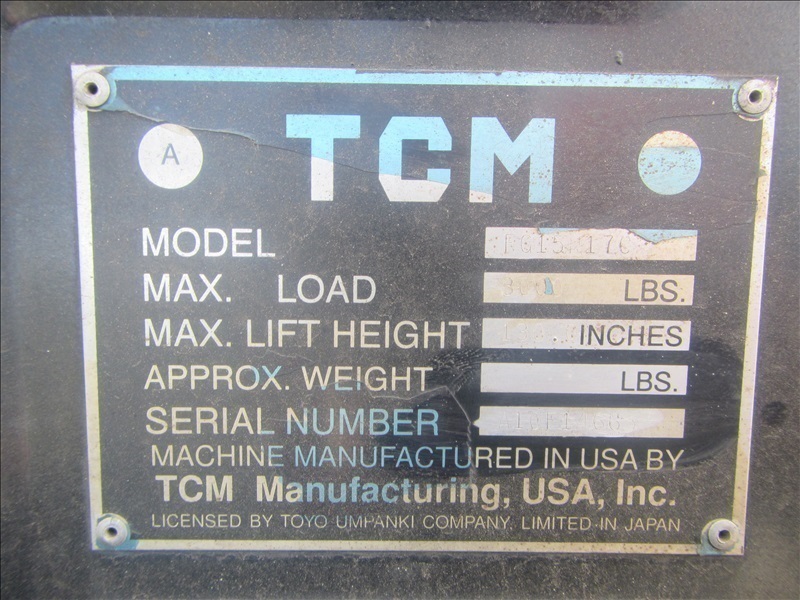 A TCM
MODEL
MAX. LOAD LBS.
MAX. LIFT HEIGHT INCHES
APPROX. WEIGHT LBS.
SERIAL NUMBER
MACHINE MANUFACTURED IN USA BY
TCM Manufacturing, USA, Inc.
LICENSED BY TOYO UMPANKI COMPANY, LIMITED IN JAPAN